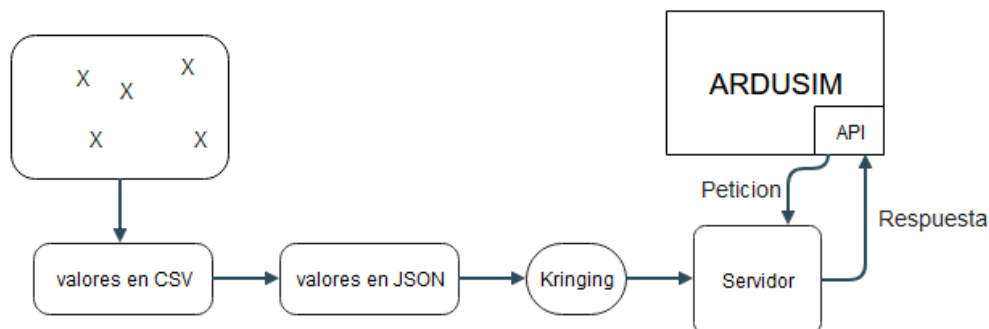 X
X
X
X
X
ARDUSIM
API
Peticion
Respuesta
valores en CSV
valores en JSON
Kringing
Servidor